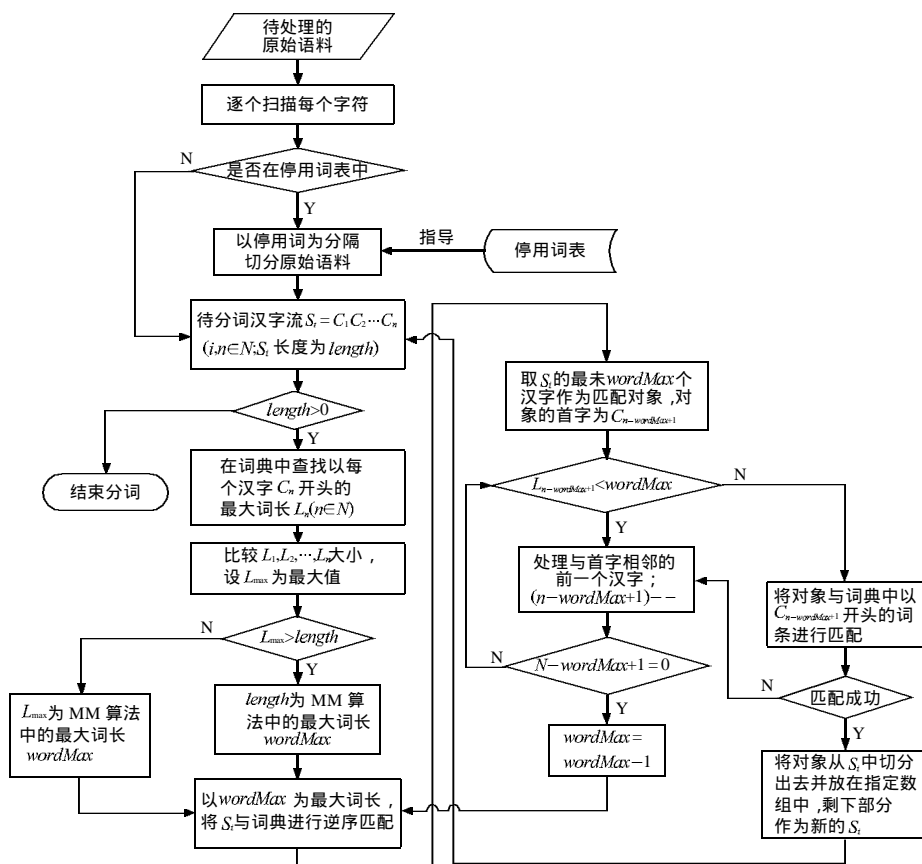 待处理的
原始语料
逐个扫描每个字符
N
是否在停用词表中
Y
以停用词为分隔
切分原始语料
指导
停用词表
待分词汉字流 Sₜ = C₁C₂⋯Cₙ
(i,n∈N;Sₜ 长度为 length)
length>0
N
Y
结束分词
在词典中查找以每
个汉字 Cₙ 开头的
最大词长 Lₙ(n∈N)
比较 L₁,L₂,⋯,Lₙ大小，
设 Lmax 为最大值
N
Lmax>length
Y
Lmax为 MM 算法
中的最大词长
wordMax
length为 MM 算
法中的最大词长
wordMax
以wordMax 为最大词长，
将 Sₜ与词典进行逆序匹配
取 Sₜ的最未wordMax个
汉字作为匹配对象，对
象的首字为Cn−wordMax+1
Ln−wordMax+1<wordMax
N
Y
处理与首字相邻的
前一个汉字；
(n−wordMax+1)−−
N
N−wordMax+1=0
Y
wordMax=
wordMax−1
将对象与词典中以
Cn−wordMax+1开头的词
条进行匹配
N
匹配成功
Y
将对象从 Sₜ中切分
出去并放在指定数
组中，剩下部分
作为新的 Sₜ